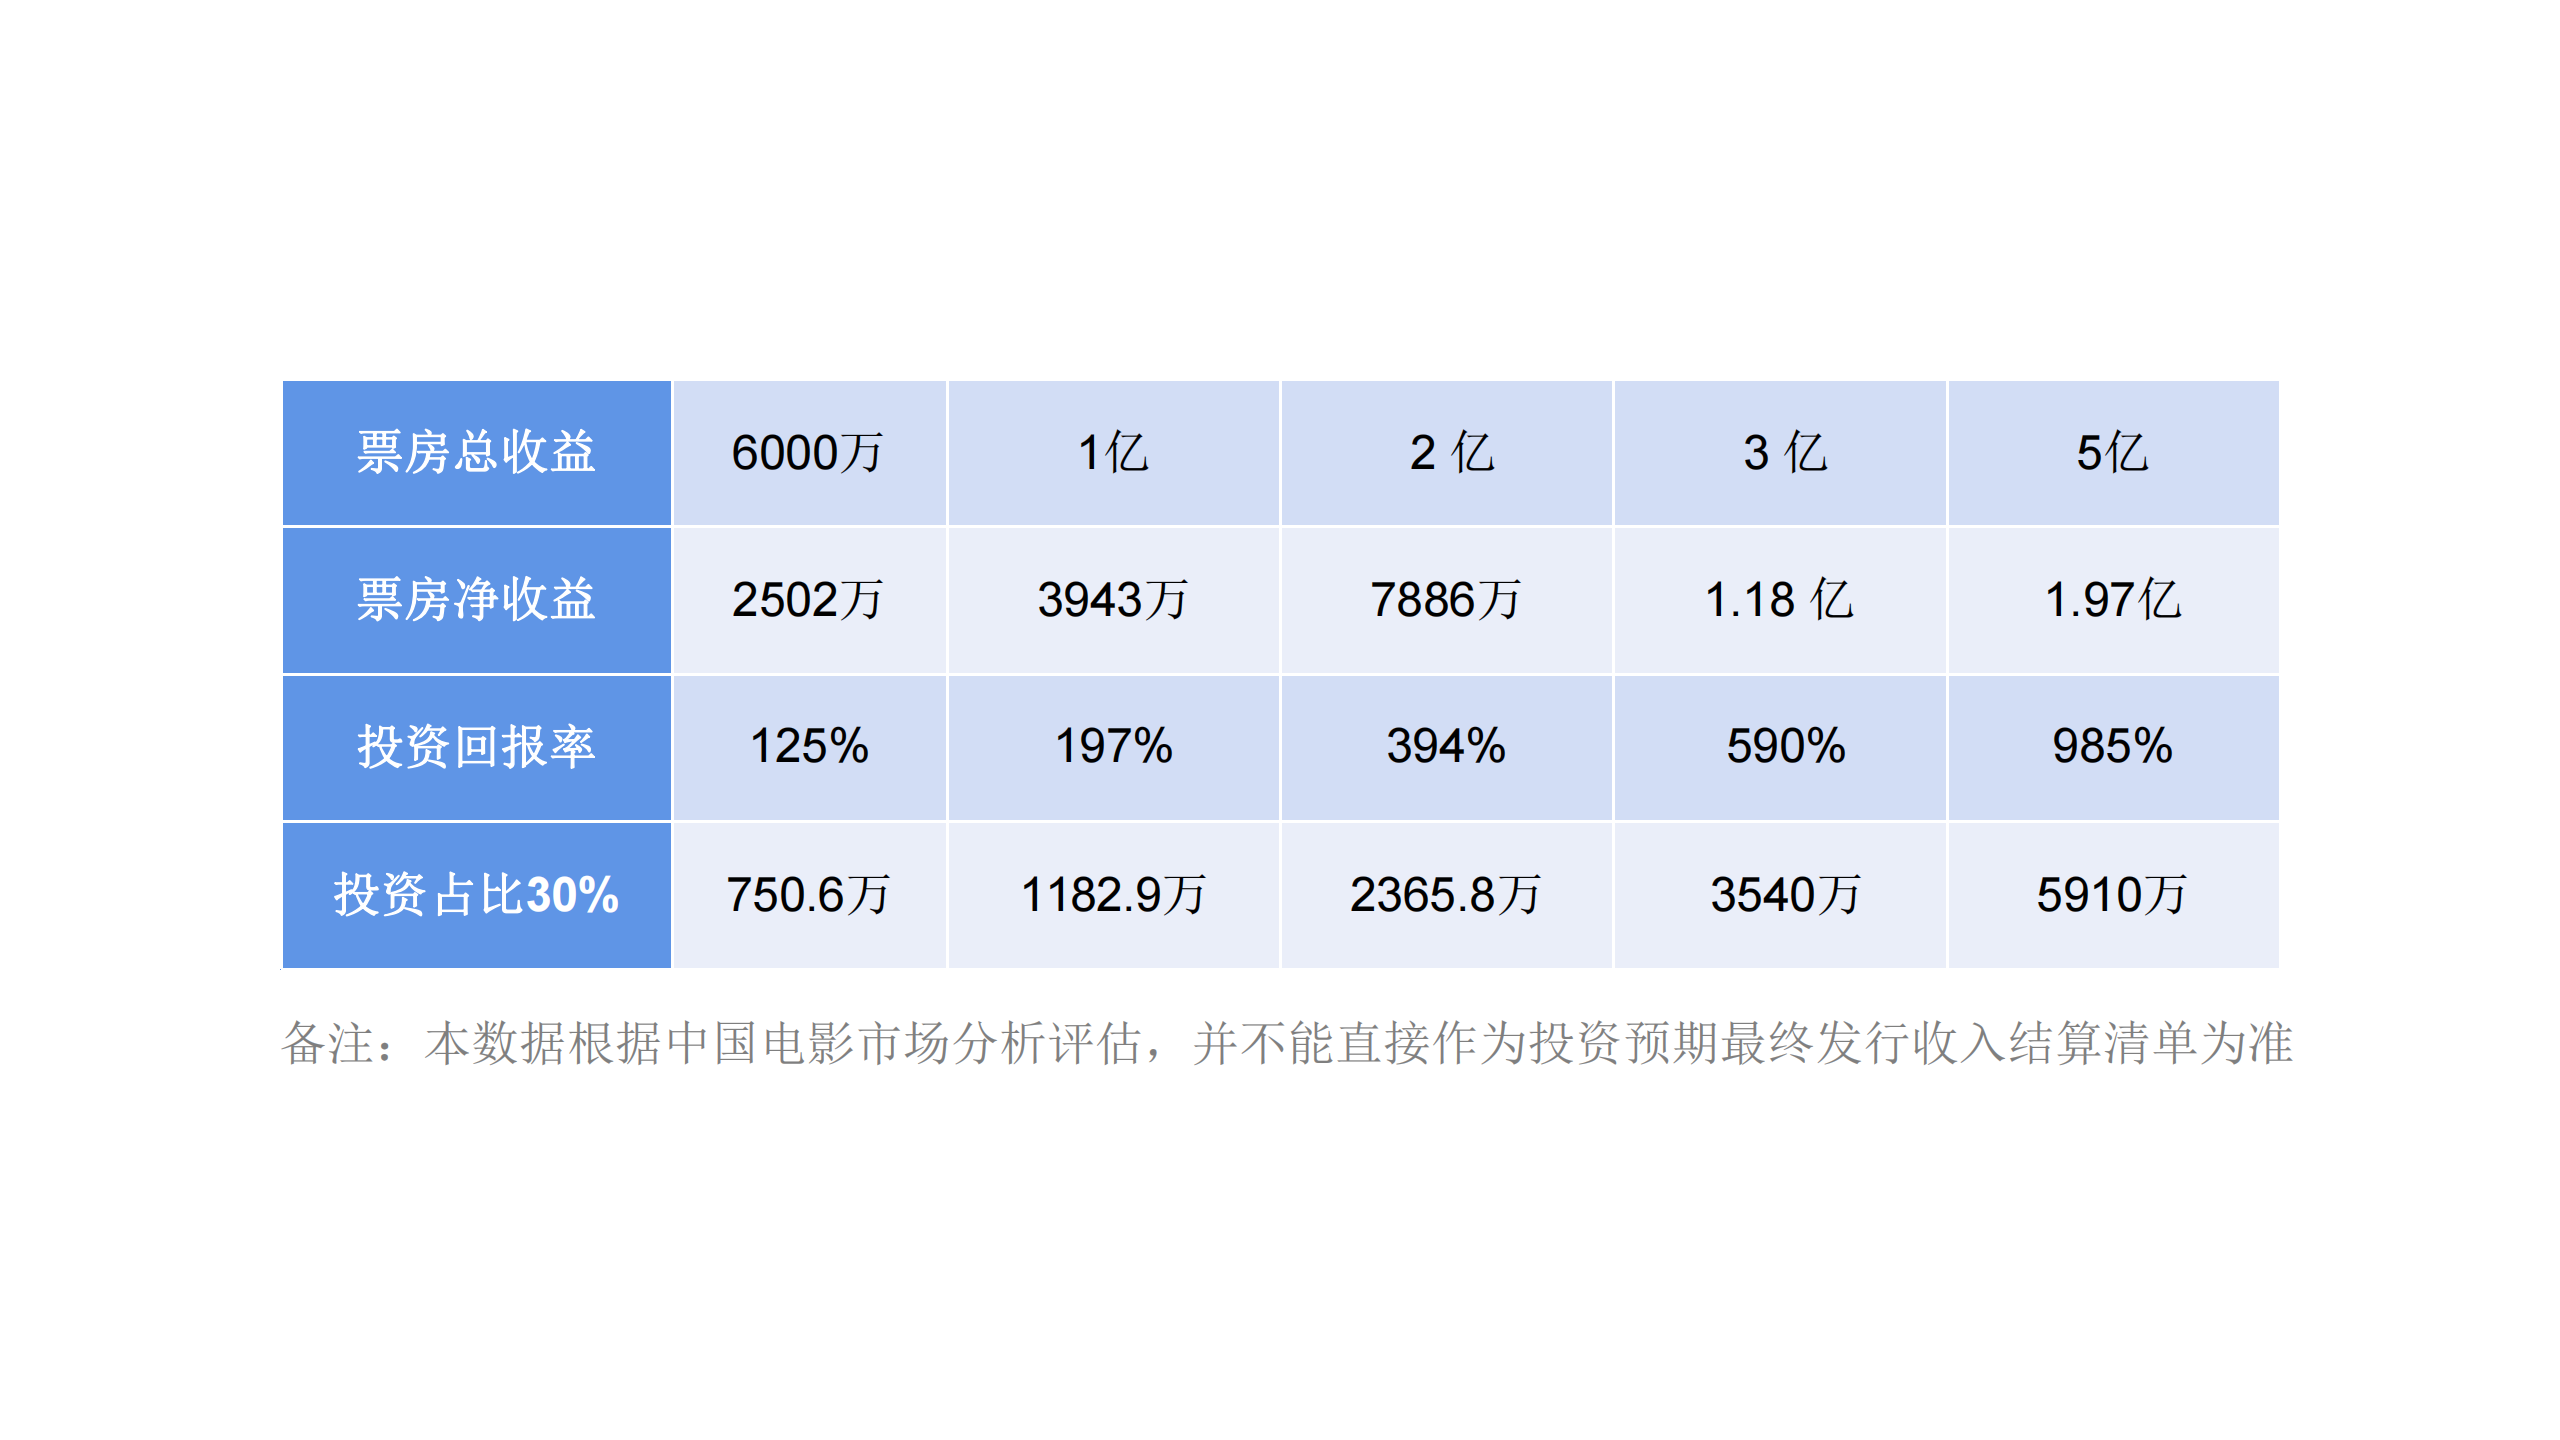 票房总收益 6000万 1亿 2 亿 3 亿 5亿
票房净收益 2502万 3943万 7886万 1.18 亿 1.97亿
投资回报率 125% 197% 394% 590% 985%
投资占比30% 750.6万 1182.9万 2365.8万 3540万 5910万
备注：本数据根据中国电影市场分析评估，并不能直接作为投资预期最终发行收入结算清单为准